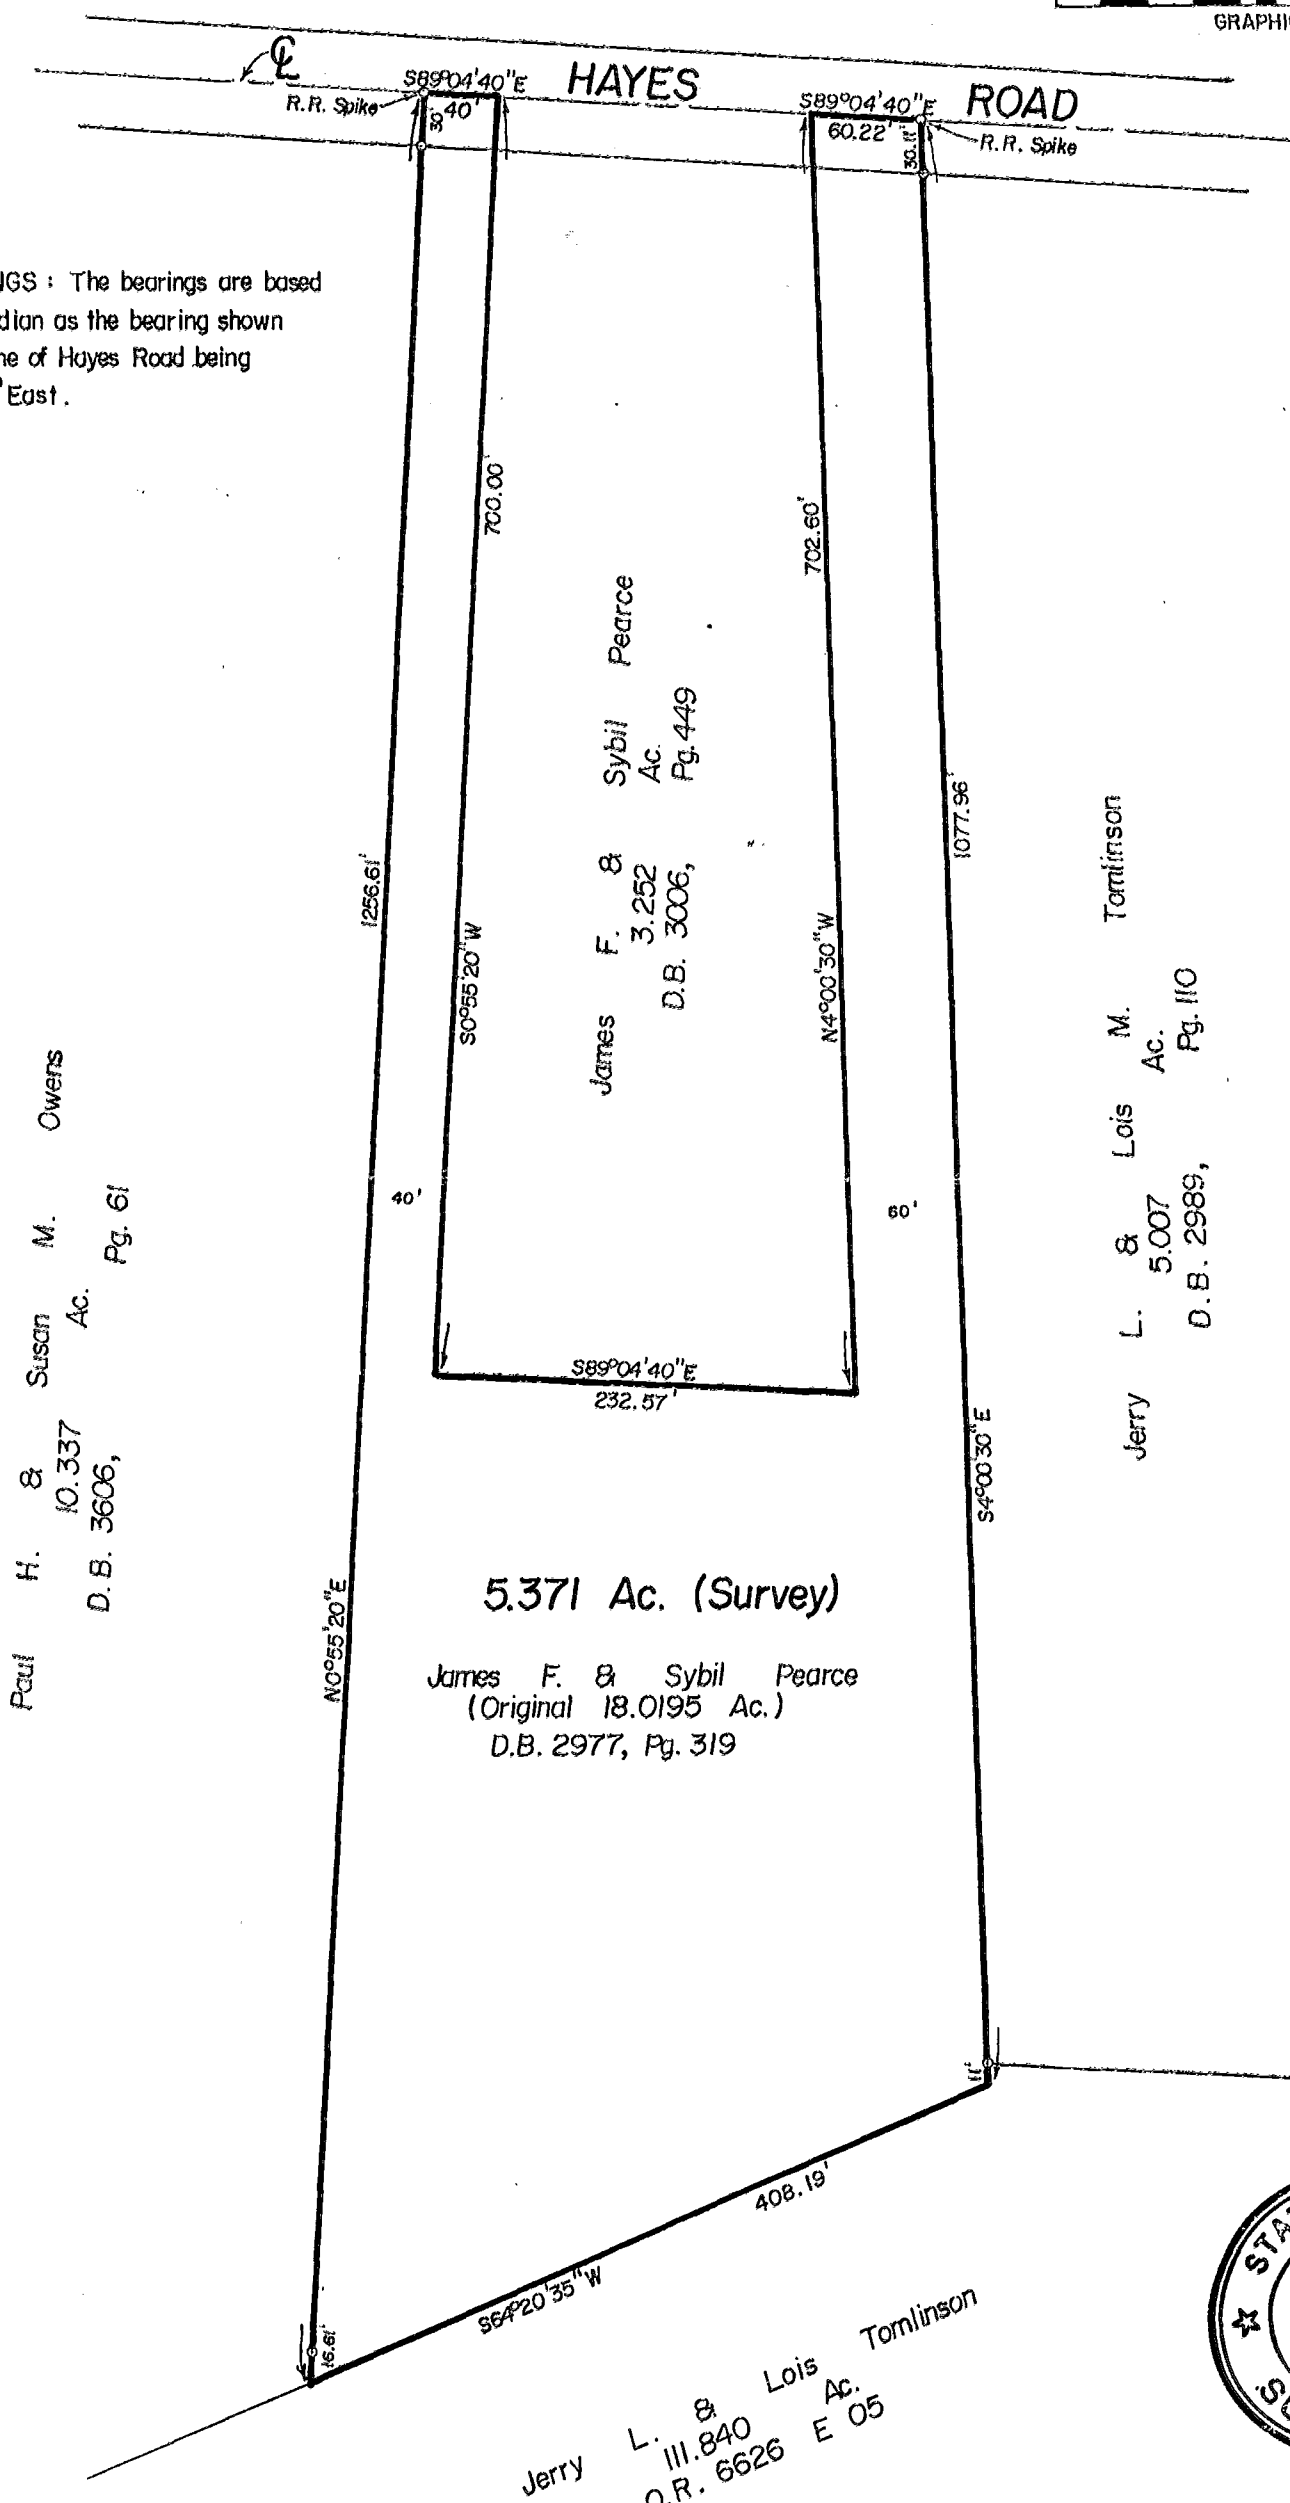 GRAPHI
℄
S89°04'40"E
HAYES
ROAD
R.R. Spike
40'
30'
S89°04'40"E
60.22'
30.11'
R.R. Spike
NGS : The bearings are based
dian as the bearing shown
ne of Hayes Road being
" East.
1256.61'
N0°55'20"E
700.00'
S0°55'20"W
702.60'
N4°00'30"W
1077.96'
S4°00'30"E
James F. & Sybil Pearce
3.252 Ac.
D.B. 3006, Pg. 449
Paul H. & Susan M. Owens
10.337 Ac.
D.B. 3606, Pg. 61
Jerry L. & Lois M. Tomlinson
5.007 Ac.
D.B. 2989, Pg. 110
40'
60'
S89°04'40"E
232.57'
5.371 Ac. (Survey)
James F. & Sybil Pearce
(Original 18.0195 Ac.)
D.B. 2977, Pg. 319
11'
408.19'
S64°20'35"W
16.61'
Jerry L. & Lois Tomlinson
111.840 Ac.
O.R. 6626 E 05
STA